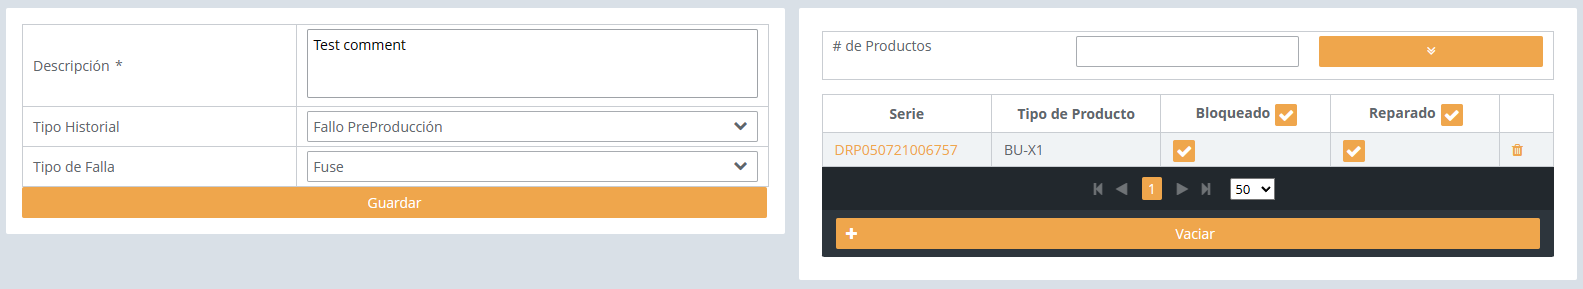 Descripción *
Test comment
Tipo Historial
Fallo PreProducción
Tipo de Falla
Fuse
Guardar
# de Productos
Serie Tipo de Producto Bloqueado Reparado
DRP050721006757 BU-X1
1 50
Vaciar